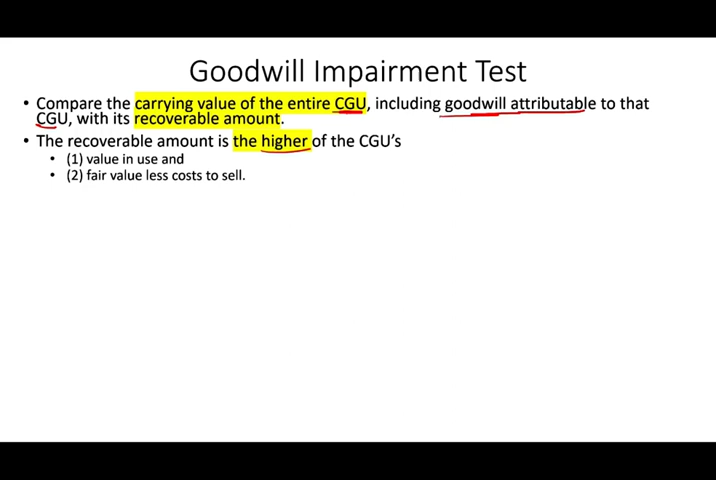 Goodwill Impairment Test
• Compare the carrying value of the entire CGU, including goodwill attributable to that
CGU, with its recoverable amount.
• The recoverable amount is the higher of the CGU's
• (1) value in use and
• (2) fair value less costs to sell.